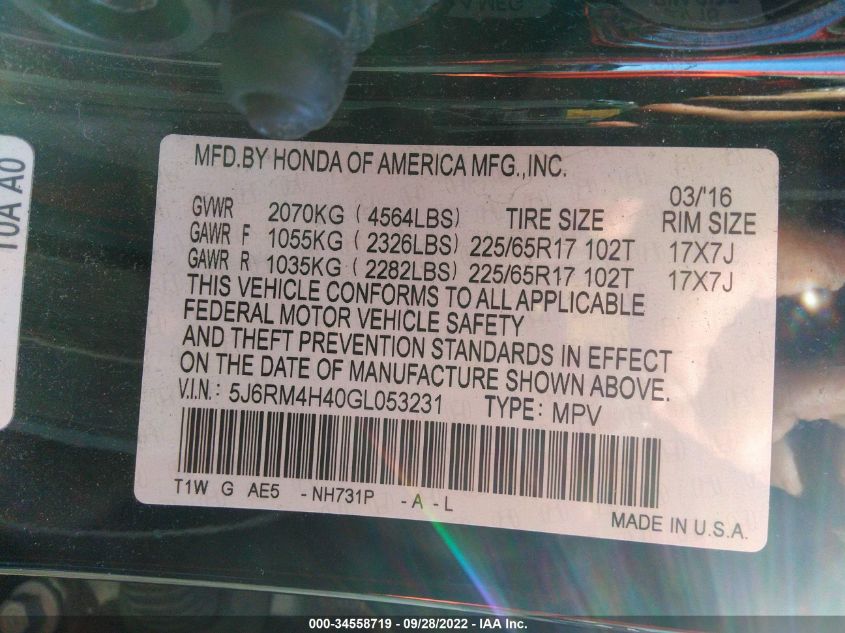 10A A0
MFD.BY HONDA OF AMERICA MFG.,INC.
03/'16
GVWR 2070KG ( 4564LBS) TIRE SIZE RIM SIZE
GAWR F 1055KG ( 2326LBS) 225/65R17 102T 17X7J
GAWR R 1035KG ( 2282LBS) 225/65R17 102T 17X7J
THIS VEHICLE CONFORMS TO ALL APPLICABLE
FEDERAL MOTOR VEHICLE SAFETY
AND THEFT PREVENTION STANDARDS IN EFFECT
ON THE DATE OF MANUFACTURE SHOWN ABOVE.
V.I.N.: 5J6RM4H40GL053231 TYPE: MPV
T1W G AE5 -NH731P -A -L
MADE IN U.S.A.
000-34558719 - 09/28/2022 - IAA Inc.